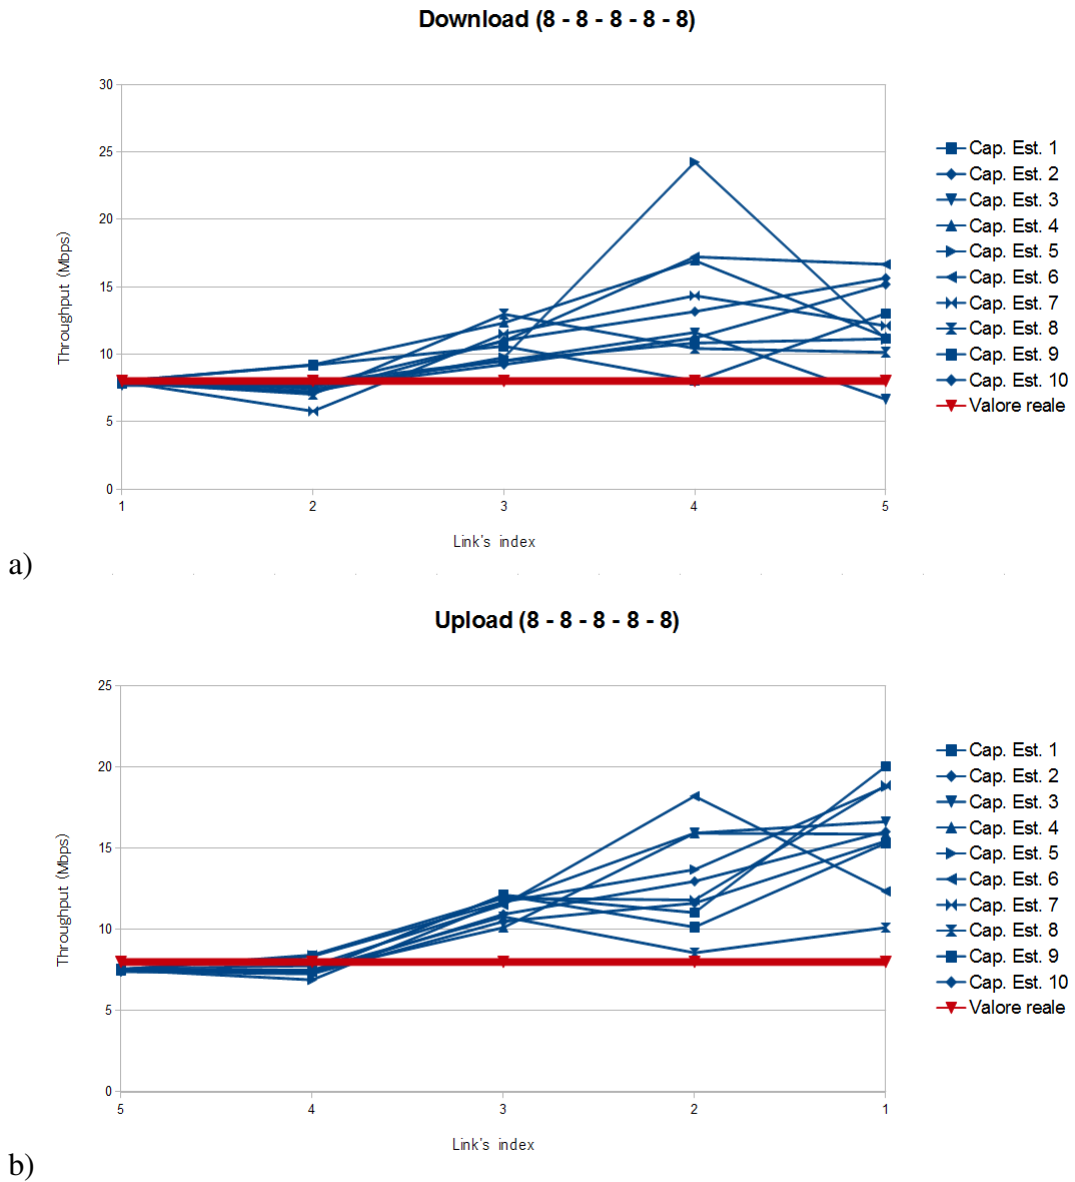 Download (8 - 8 - 8 - 8 - 8)
30
25
20
15
10
5
0
Throughput (Mbps)
1 2 3 4 5
Link's index
Cap. Est. 1
Cap. Est. 2
Cap. Est. 3
Cap. Est. 4
Cap. Est. 5
Cap. Est. 6
Cap. Est. 7
Cap. Est. 8
Cap. Est. 9
Cap. Est. 10
Valore reale
a)
Upload (8 - 8 - 8 - 8 - 8)
25
20
15
10
5
0
Throughput (Mbps)
5 4 3 2 1
Link's index
Cap. Est. 1
Cap. Est. 2
Cap. Est. 3
Cap. Est. 4
Cap. Est. 5
Cap. Est. 6
Cap. Est. 7
Cap. Est. 8
Cap. Est. 9
Cap. Est. 10
Valore reale
b)